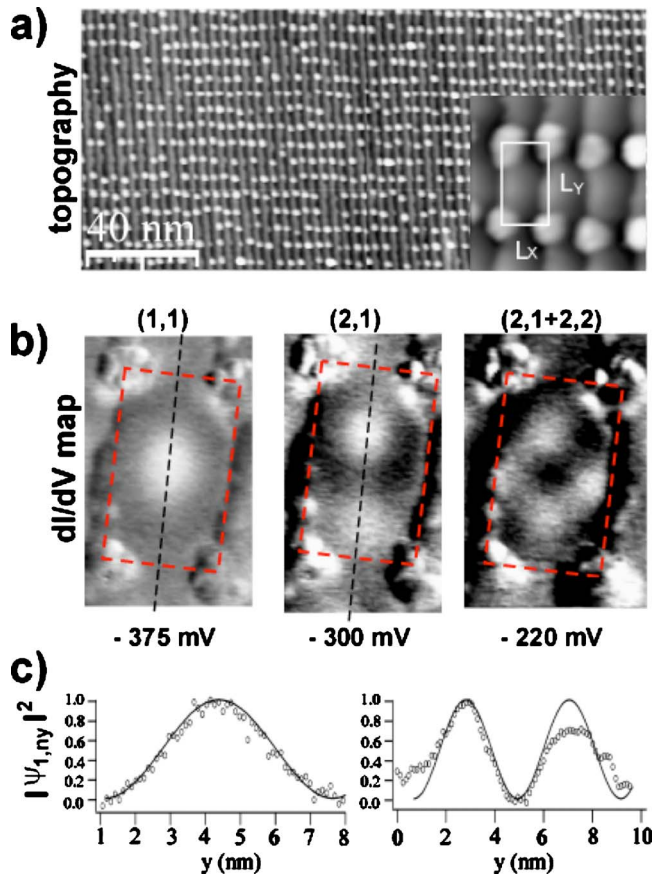 a)
topography
40 nm
LY
LX
b)
(1,1)
(2,1)
(2,1+2,2)
dI/dV map
- 375 mV
- 300 mV
- 220 mV
c)
|Ψ1,ny|²
1.0
0.8
0.6
0.4
0.2
0.0
1 2 3 4 5 6 7 8
y (nm)
1.0
0.8
0.6
0.4
0.2
0.0
0 2 4 6 8 10
y (nm)